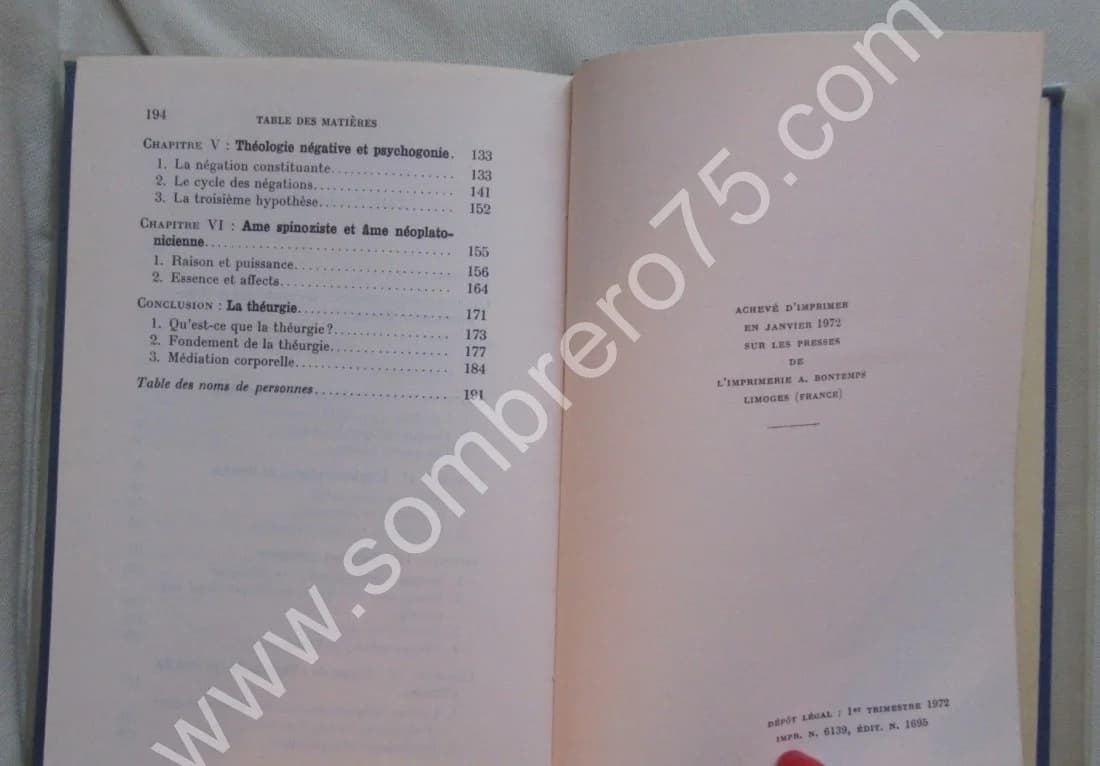 194
TABLE DES MATIÈRES
CHAPITRE V : Théologie négative et psychogonie. 133
1. La négation constituante.................... 133
2. Le cycle des négations..................... 141
3. La troisième hypothèse.................... 152
CHAPITRE VI : Ame spinoziste et âme néoplato-
nicienne.................................... 155
1. Raison et puissance....................... 156
2. Essence et affects......................... 164
CONCLUSION : La théurgie...................... 171
1. Qu'est-ce que la théurgie ?................. 173
2. Fondement de la théurgie.................. 177
3. Médiation corporelle....................... 184
Table des noms de personnes.................... 191
ACHEVÉ D'IMPRIMER
EN JANVIER 1972
SUR LES PRESSES
DE
L'IMPRIMERIE A. BONTEMPS
LIMOGES (FRANCE)
DÉPÔT LÉGAL : 1er TRIMESTRE 1972
IMPR. N. 6139, ÉDIT. N. 1695
www.sombrero75.com